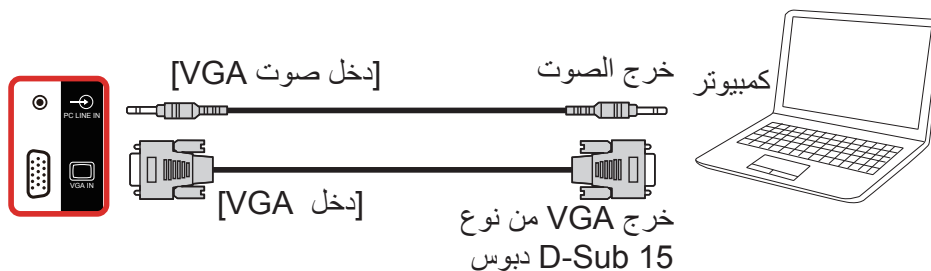 خرج الصوت
[دخل صوت VGA]
كمبيوتر
PC LINE IN
VGA IN
[دخل VGA]
خرج VGA من نوع
D-Sub 15 دبوس